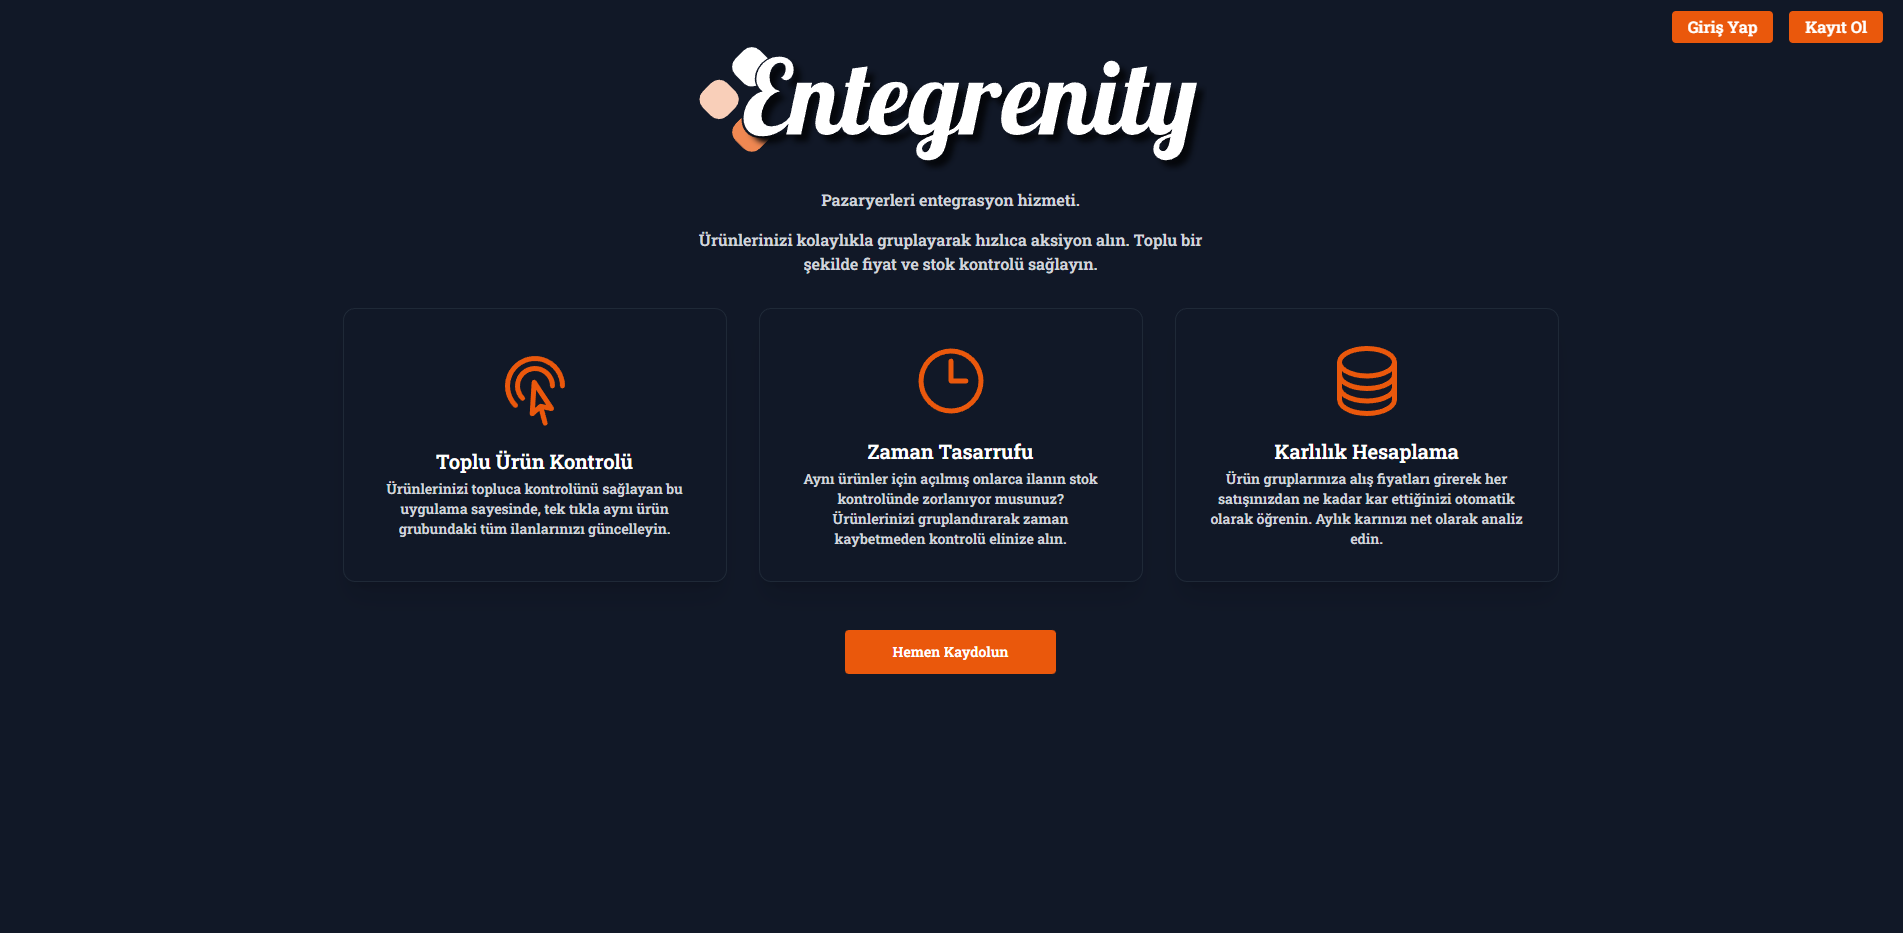 Giriş Yap
Kayıt Ol
Entegrenity
Pazaryerleri entegrasyon hizmeti.
Ürünlerinizi kolaylıkla gruplayarak hızlıca aksiyon alın. Toplu bir
şekilde fiyat ve stok kontrolü sağlayın.
Toplu Ürün Kontrolü
Ürünlerinizi topluca kontrolünü sağlayan bu
uygulama sayesinde, tek tıkla aynı ürün
grubundaki tüm ilanlarınızı güncelleyin.
Zaman Tasarrufu
Aynı ürünler için açılmış onlarca ilanın stok
kontrolünde zorlanıyor musunuz?
Ürünlerinizi gruplandırarak zaman
kaybetmeden kontrolü elinize alın.
Karlılık Hesaplama
Ürün gruplarınıza alış fiyatları girerek her
satışınızdan ne kadar kar ettiğinizi otomatik
olarak öğrenin. Aylık karınızı net olarak analiz
edin.
Hemen Kaydolun